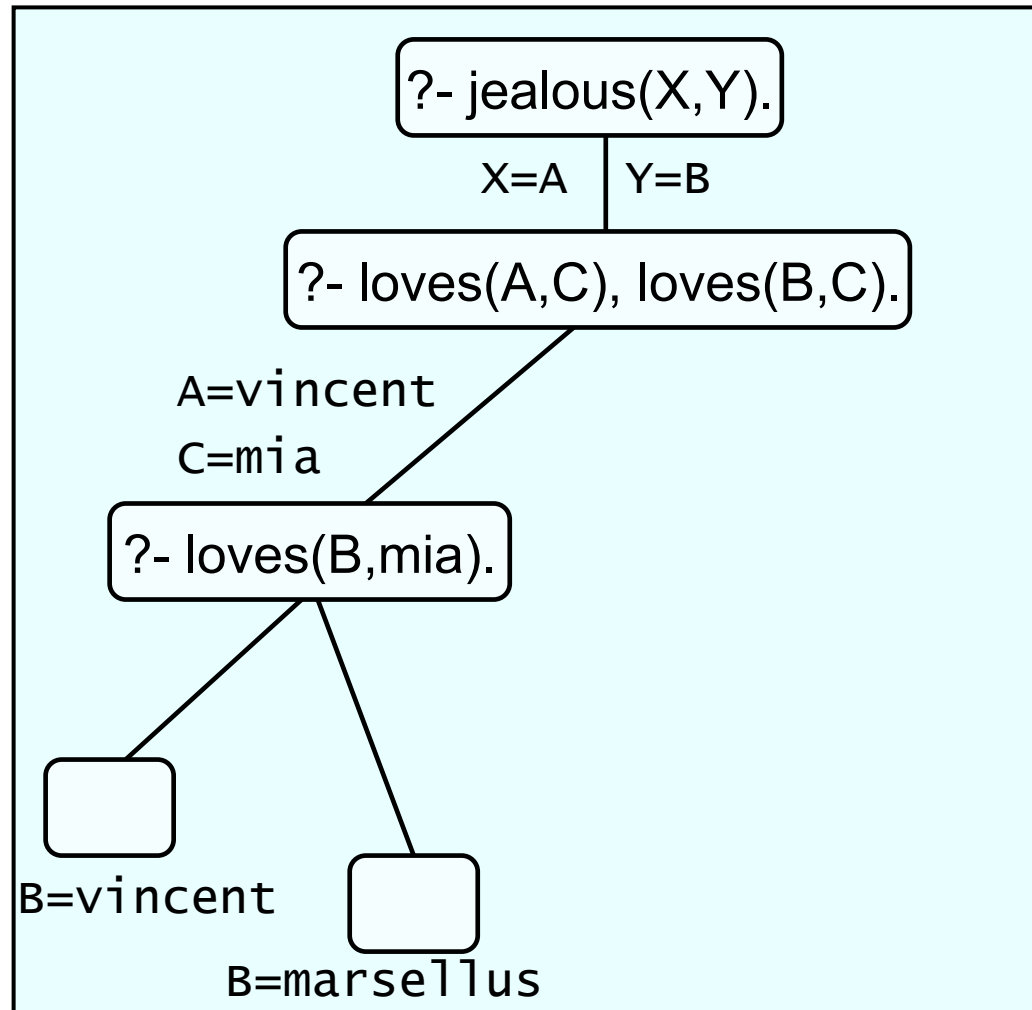 ?- jealous(X,Y).
X=A Y=B
?- loves(A,C), loves(B,C).
A=vincent
C=mia
?- loves(B,mia).
B=vincent
B=marsellus